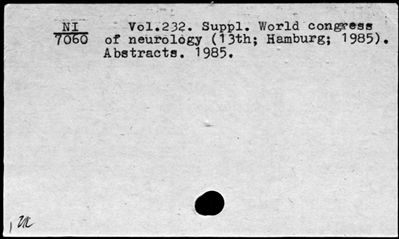 NI Vol.232. Suppl. World congress
7060 of neurology (13th; Hamburg; 1985).
Abstracts. 1985.